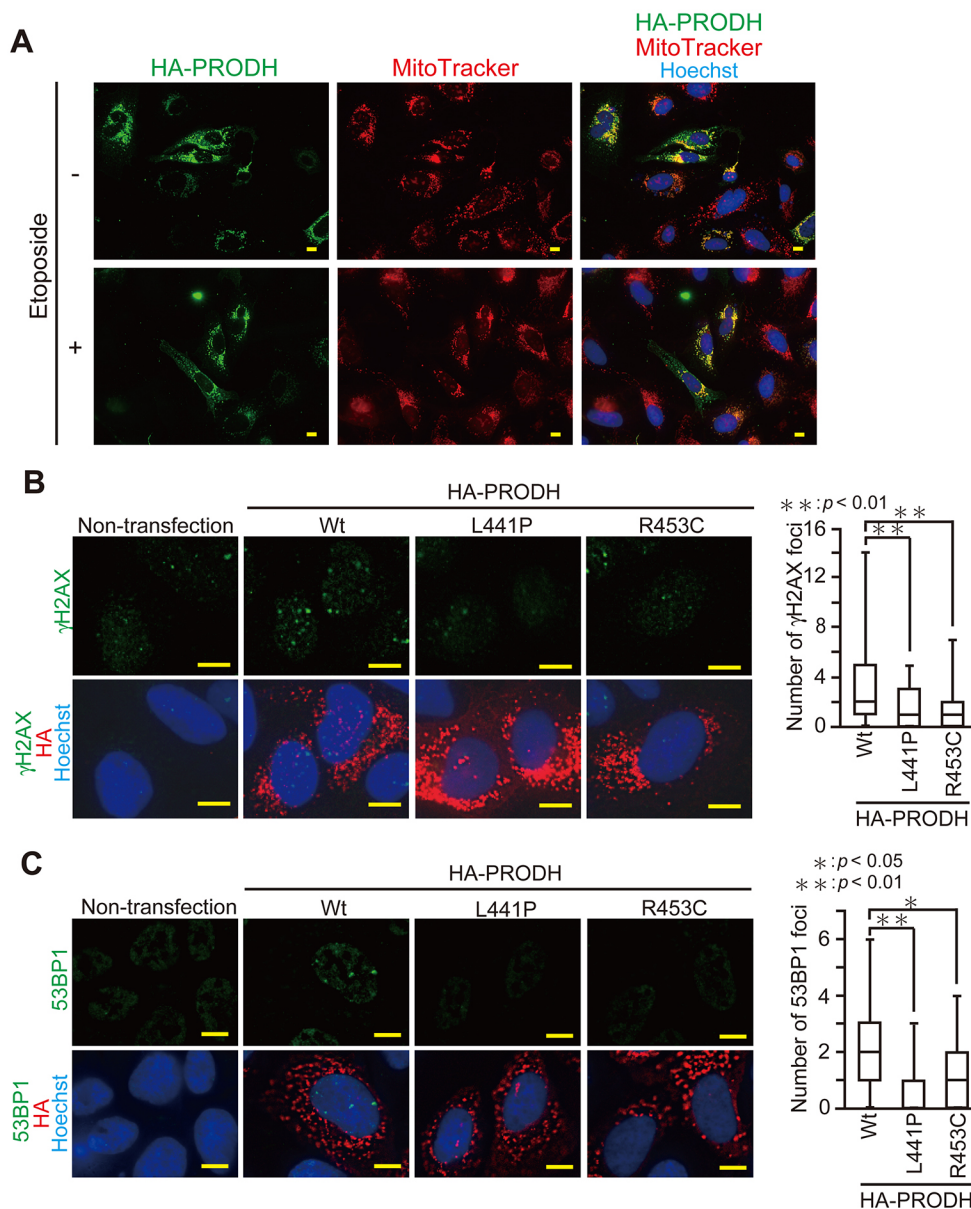 A
HA-PRODH
MitoTracker
HA-PRODH
MitoTracker
Hoechst
Etoposide
-
+
B
HA-PRODH
Non-transfection
Wt
L441P
R453C
γH2AX
γH2AX
HA
Hoechst
**: p < 0.01
**
**
Number of γH2AX foci
16
12
8
4
0
Wt
L441P
R453C
HA-PRODH
C
HA-PRODH
Non-transfection
Wt
L441P
R453C
53BP1
53BP1
HA
Hoechst
*: p < 0.05
**: p < 0.01
*
**
Number of 53BP1 foci
6
4
2
0
Wt
L441P
R453C
HA-PRODH